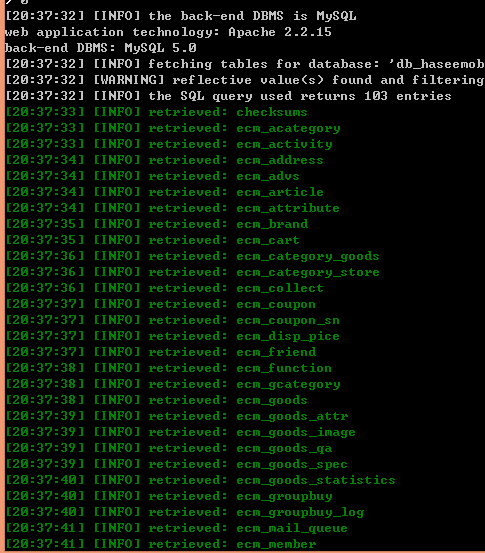 > 0
[20:37:32] [INFO] the back-end DBMS is MySQL
web application technology: Apache 2.2.15
back-end DBMS: MySQL 5.0
[20:37:32] [INFO] fetching tables for database: 'db_haseemob
[20:37:32] [WARNING] reflective value(s) found and filtering
[20:37:32] [INFO] the SQL query used returns 103 entries
[20:37:33] [INFO] retrieved: checksums
[20:37:33] [INFO] retrieved: ecm_acategory
[20:37:33] [INFO] retrieved: ecm_activity
[20:37:34] [INFO] retrieved: ecm_address
[20:37:34] [INFO] retrieved: ecm_advs
[20:37:34] [INFO] retrieved: ecm_article
[20:37:34] [INFO] retrieved: ecm_attribute
[20:37:35] [INFO] retrieved: ecm_brand
[20:37:35] [INFO] retrieved: ecm_cart
[20:37:36] [INFO] retrieved: ecm_category_goods
[20:37:36] [INFO] retrieved: ecm_category_store
[20:37:36] [INFO] retrieved: ecm_collect
[20:37:37] [INFO] retrieved: ecm_coupon
[20:37:37] [INFO] retrieved: ecm_coupon_sn
[20:37:37] [INFO] retrieved: ecm_disp_pice
[20:37:37] [INFO] retrieved: ecm_friend
[20:37:38] [INFO] retrieved: ecm_function
[20:37:38] [INFO] retrieved: ecm_gcategory
[20:37:38] [INFO] retrieved: ecm_goods
[20:37:39] [INFO] retrieved: ecm_goods_attr
[20:37:39] [INFO] retrieved: ecm_goods_image
[20:37:39] [INFO] retrieved: ecm_goods_qa
[20:37:39] [INFO] retrieved: ecm_goods_spec
[20:37:40] [INFO] retrieved: ecm_goods_statistics
[20:37:40] [INFO] retrieved: ecm_groupbuy
[20:37:40] [INFO] retrieved: ecm_groupbuy_log
[20:37:41] [INFO] retrieved: ecm_mail_queue
[20:37:41] [INFO] retrieved: ecm_member